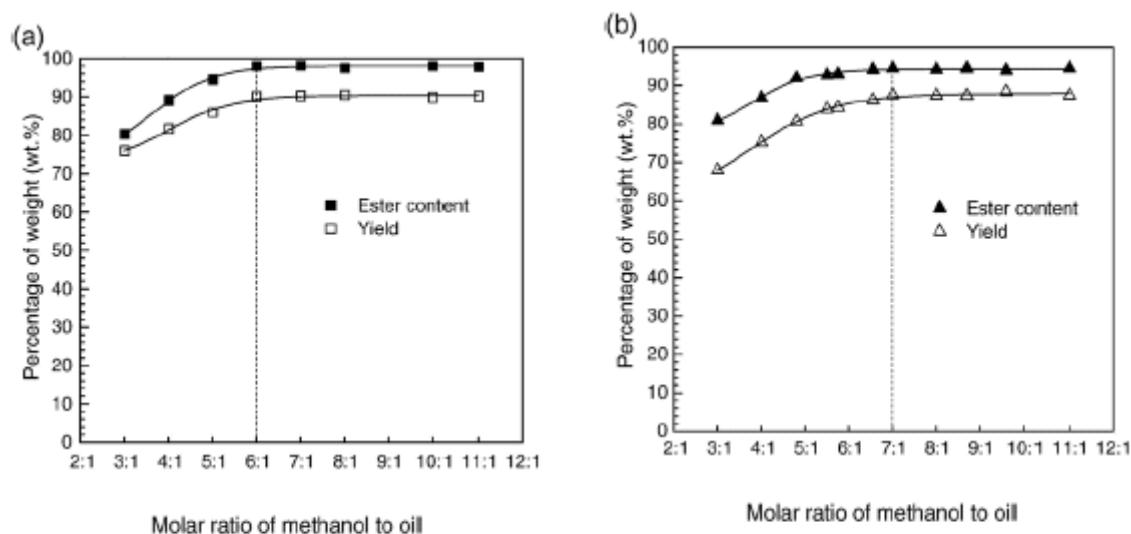 (a)
Percentage of weight (wt.%)
100
90
80
70
60
50
40
30
20
10
0
Ester content
Yield
2:1 3:1 4:1 5:1 6:1 7:1 8:1 9:1 10:1 11:1 12:1
Molar ratio of methanol to oill
(b)
Percentage of weight (wt.%)
100
90
80
70
60
50
40
30
20
10
0
Ester content
Yield
2:1 3:1 4:1 5:1 6:1 7:1 8:1 9:1 10:1 11:1 12:1
Molar ratio of methanol to oill